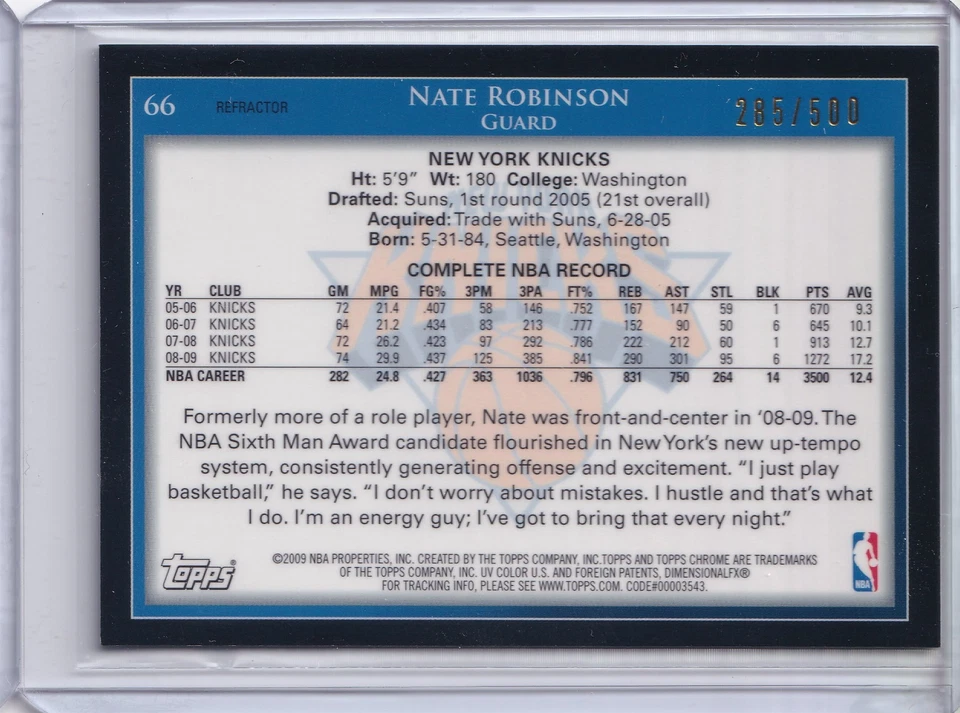 66 REFRACTOR NATE ROBINSON 285/500
GUARD
NEW YORK KNICKS
Ht: 5'9" Wt: 180 College: Washington
Drafted: Suns, 1st round 2005 (21st overall)
Acquired: Trade with Suns, 6-28-05
Born: 5-31-84, Seattle, Washington
COMPLETE NBA RECORD
YR CLUB GM MPG FG% 3PM 3PA FT% REB AST STL BLK PTS AVG
05-06 KNICKS 72 21.4 .407 58 146 .752 167 147 59 1 670 9.3
06-07 KNICKS 64 21.2 .434 83 213 .777 152 90 50 6 645 10.1
07-08 KNICKS 72 26.2 .423 97 292 .786 222 212 60 1 913 12.7
08-09 KNICKS 74 29.9 .437 125 385 .841 290 301 95 6 1272 17.2
NBA CAREER 282 24.8 .427 363 1036 .796 831 750 264 14 3500 12.4
Formerly more of a role player, Nate was front-and-center in '08-09. The
NBA Sixth Man Award candidate flourished in New York's new up-tempo
system, consistently generating offense and excitement. "I just play
basketball," he says. "I don't worry about mistakes. I hustle and that's what
I do. I'm an energy guy; I've got to bring that every night."
TOPPS®
©2009 NBA PROPERTIES, INC. CREATED BY THE TOPPS COMPANY, INC. TOPPS AND TOPPS CHROME ARE TRADEMARKS
OF THE TOPPS COMPANY, INC. UV COLOR U.S. AND FOREIGN PATENTS, DIMENSIONALFX®
FOR TRACKING INFO, PLEASE SEE WWW.TOPPS.COM. CODE#00003543.
NBA
KNICKS